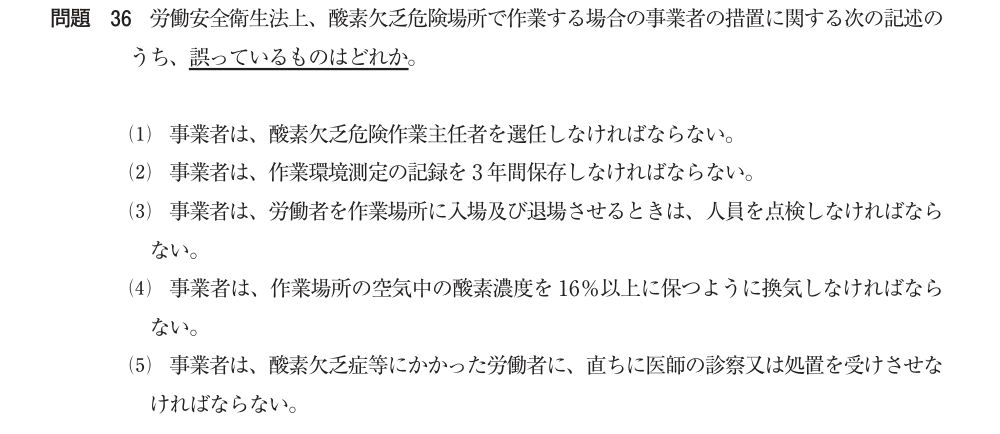 問題 36 労働安全衛生法上、酸素欠乏危険場所で作業する場合の事業者の措置に関する次の記述の
うち、誤っているものはどれか。
(1) 事業者は、酸素欠乏危険作業主任者を選任しなければならない。
(2) 事業者は、作業環境測定の記録を3年間保存しなければならない。
(3) 事業者は、労働者を作業場所に入場及び退場させるときは、人員を点検しなければなら
ない。
(4) 事業者は、作業場所の空気中の酸素濃度を16%以上に保つように換気しなければなら
ない。
(5) 事業者は、酸素欠乏症等にかかった労働者に、直ちに医師の診察又は処置を受けさせな
ければならない。